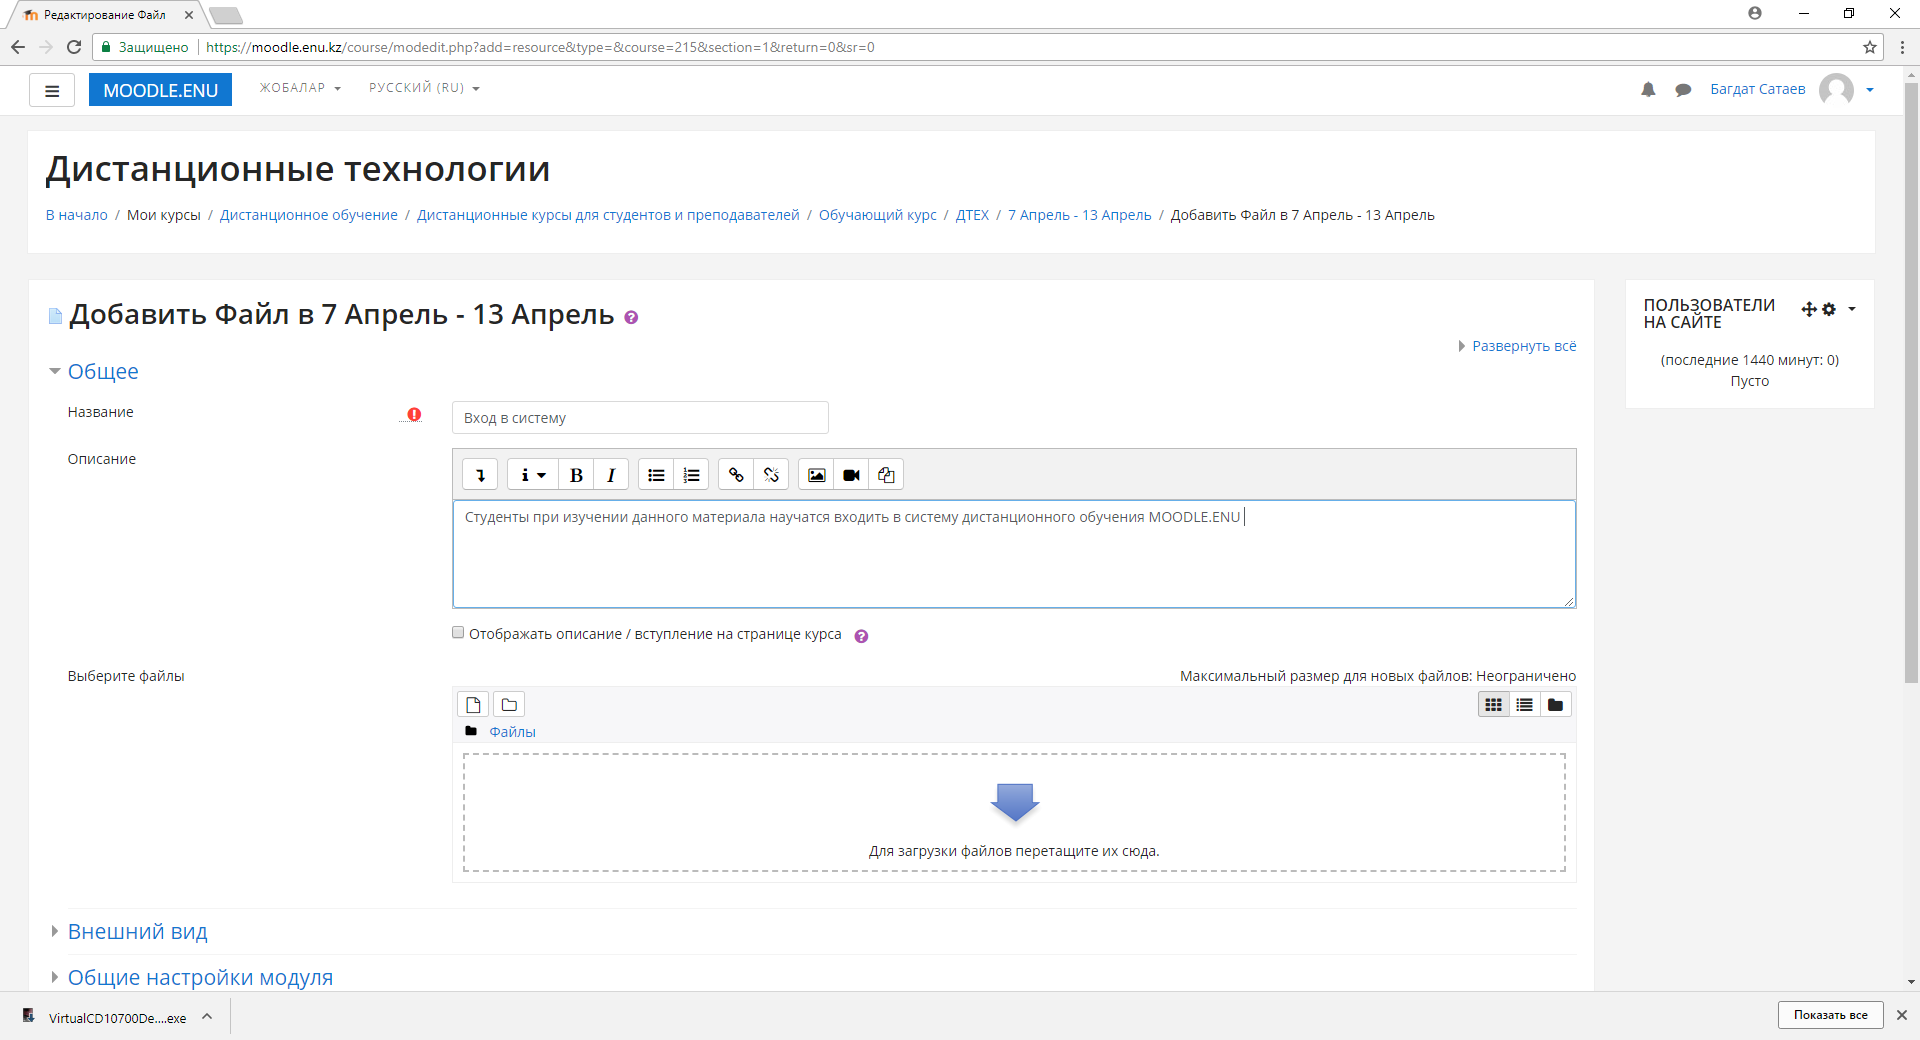 Редактирование Файл
Защищено https://moodle.enu.kz/course/modedit.php?add=resource&type=&course=215&section=1&return=0&sr=0
MOODLE.ENU ЖОБАЛАР РУССКИЙ (RU) Багдат Сатаев
Дистанционные технологии
В начало / Мои курсы / Дистанционное обучение / Дистанционные курсы для студентов и преподавателей / Обучающий курс / ДТЕХ / 7 Апрель - 13 Апрель / Добавить Файл в 7 Апрель - 13 Апрель
Добавить Файл в 7 Апрель - 13 Апрель
Развернуть всё
Общее
Название
Вход в систему
Описание
i B I
Студенты при изучении данного материала научатся входить в систему дистанционного обучения MOODLE.ENU
Отображать описание / вступление на странице курса
Выберите файлы
Максимальный размер для новых файлов: Неограничено
Файлы
Для загрузки файлов перетащите их сюда.
Внешний вид
Общие настройки модуля
ПОЛЬЗОВАТЕЛИ
НА САЙТЕ
(последние 1440 минут: 0)
Пусто
VirtualCD10700De....exe
Показать все